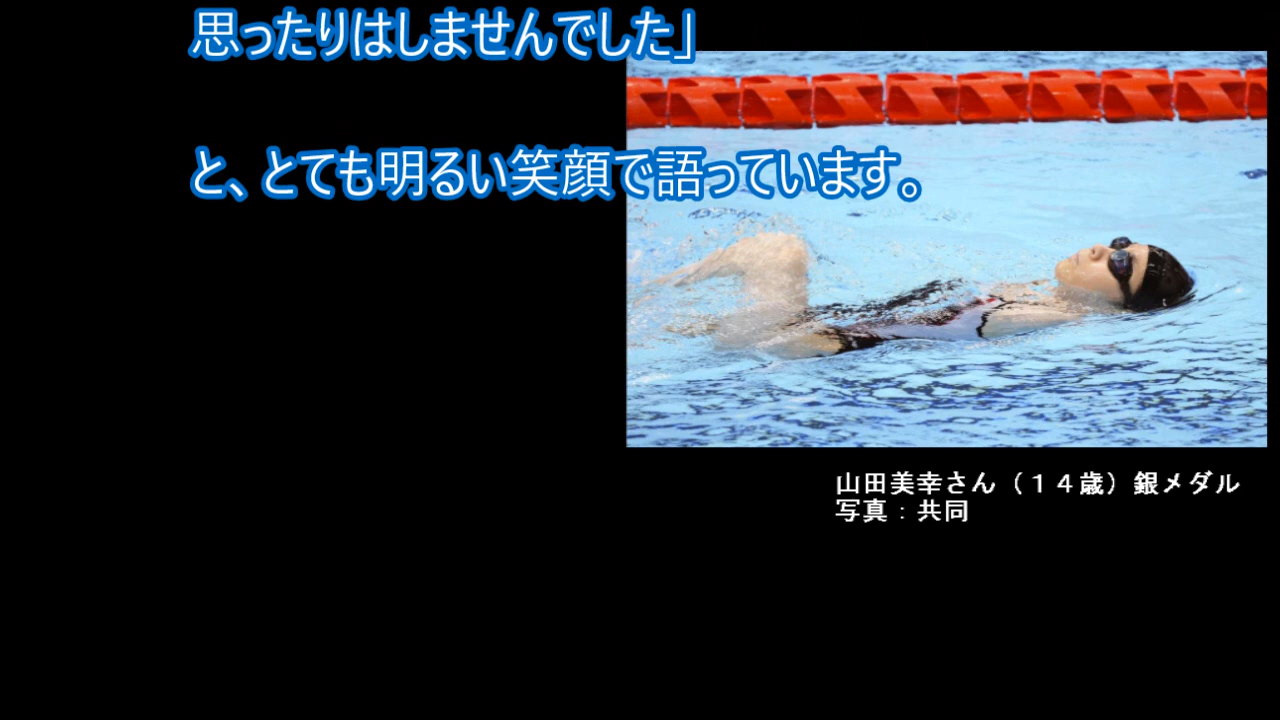 思ったりはしませんでした」
と、とても明るい笑顔で語っています。
山田美幸さん（１４歳）銀メダル
写真：共同